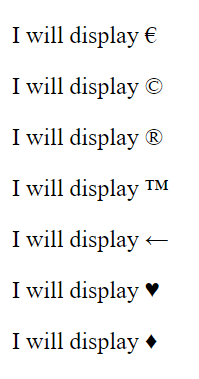 I will display €
I will display ©
I will display ®
I will display ™
I will display ←
I will display ♥
I will display ♦